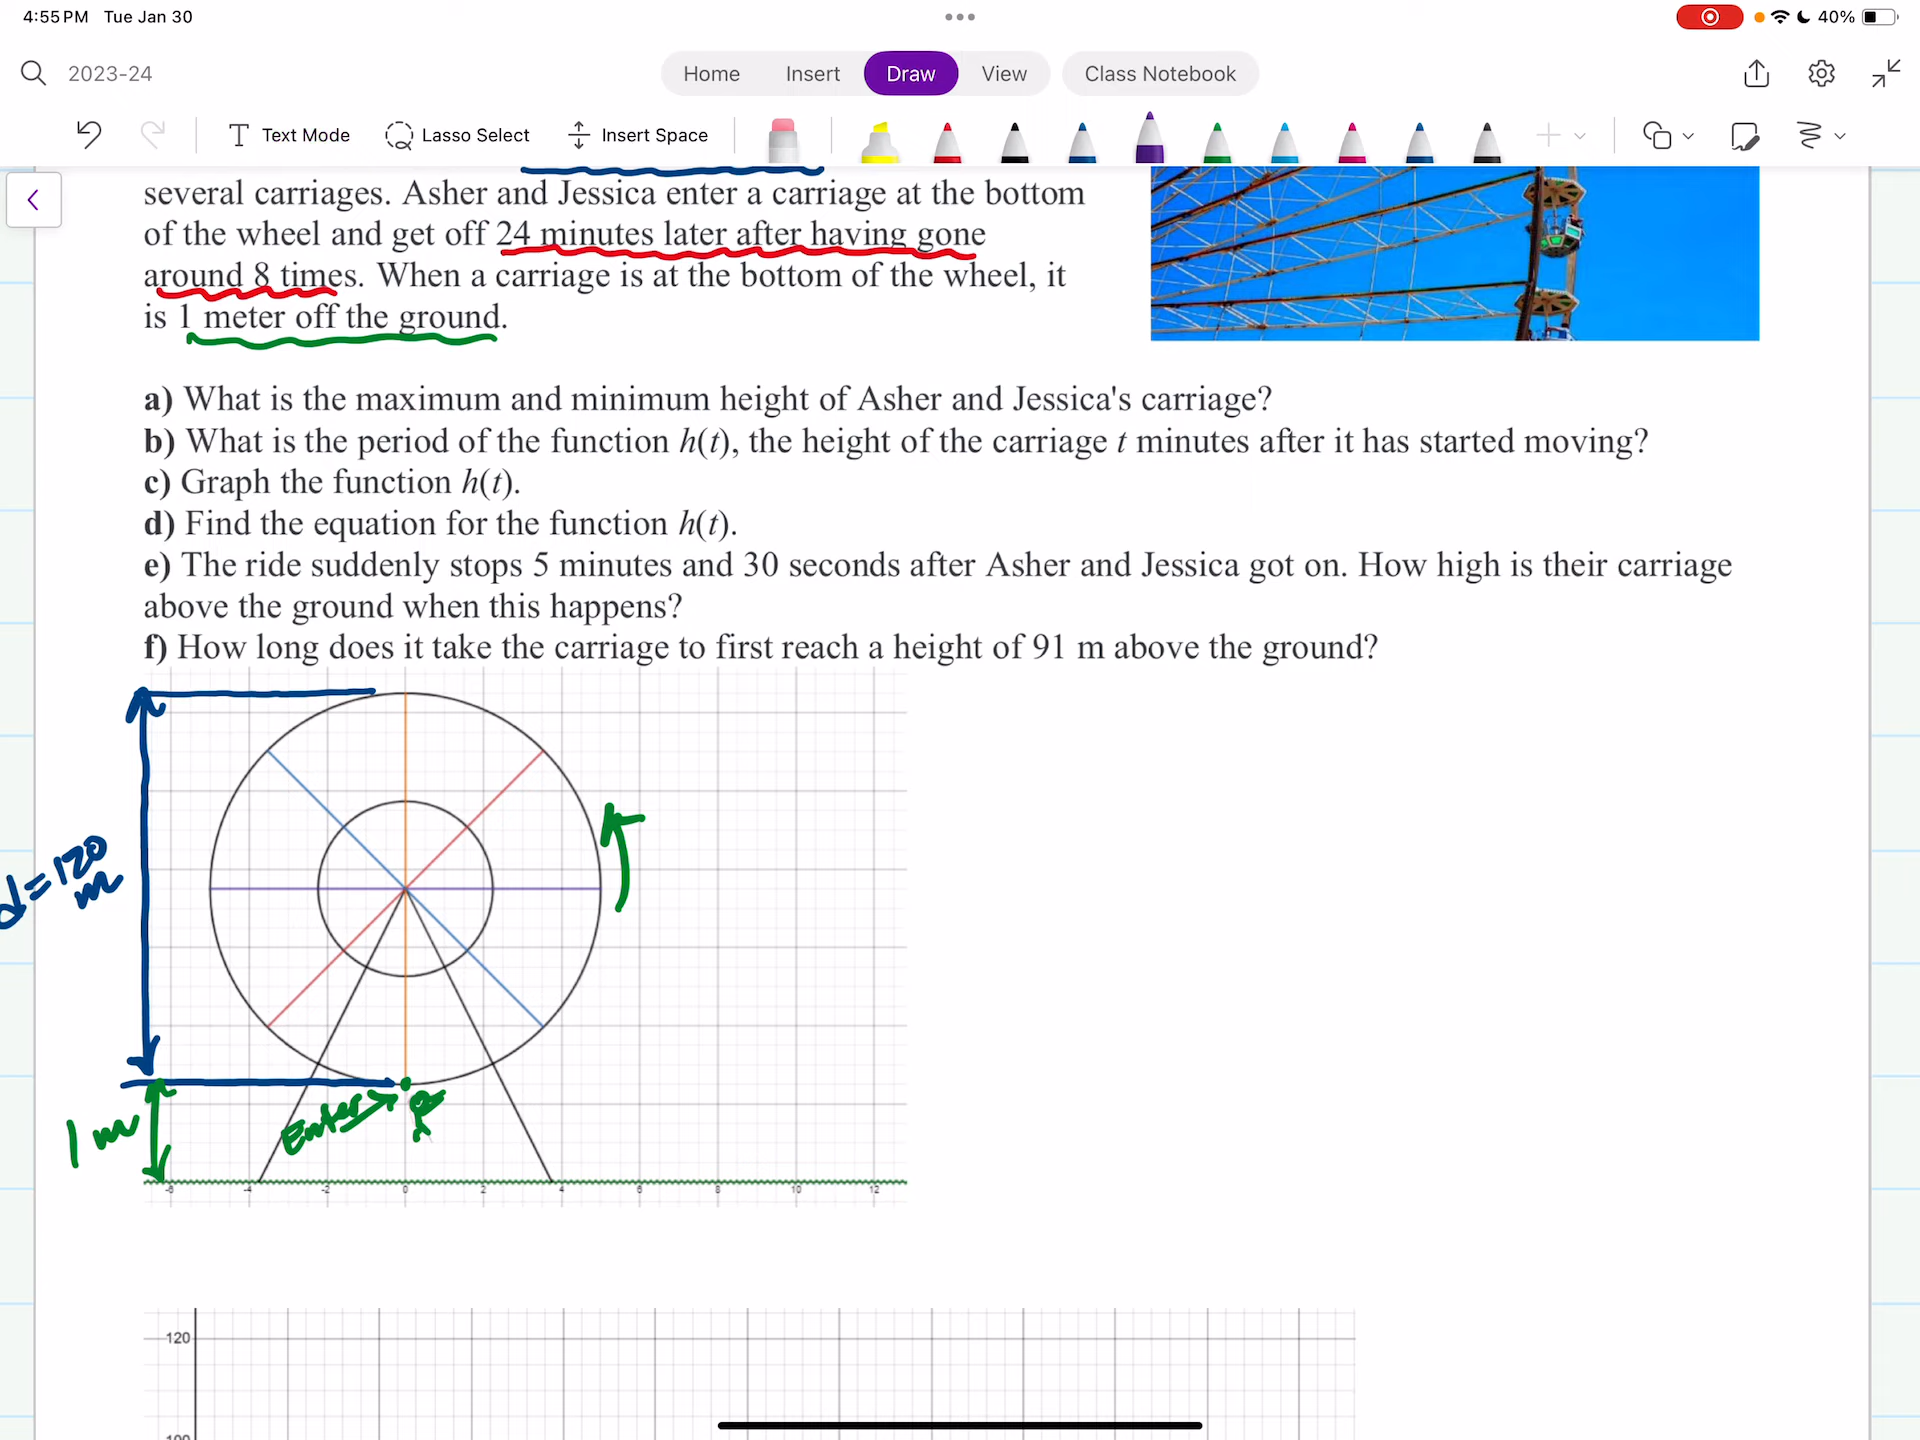 4:55 PM Tue Jan 30
40%
2023-24
Home Insert Draw View Class Notebook
Text Mode Lasso Select Insert Space
several carriages. Asher and Jessica enter a carriage at the bottom
of the wheel and get off 24 minutes later after having gone
around 8 times. When a carriage is at the bottom of the wheel, it
is 1 meter off the ground.
a) What is the maximum and minimum height of Asher and Jessica's carriage?
b) What is the period of the function h(t), the height of the carriage t minutes after it has started moving?
c) Graph the function h(t).
d) Find the equation for the function h(t).
e) The ride suddenly stops 5 minutes and 30 seconds after Asher and Jessica got on. How high is their carriage
above the ground when this happens?
f) How long does it take the carriage to first reach a height of 91 m above the ground?
d=120
m
Enter
1 m
-6 -4 -2 0 2 4 6 8 10 12
120
100